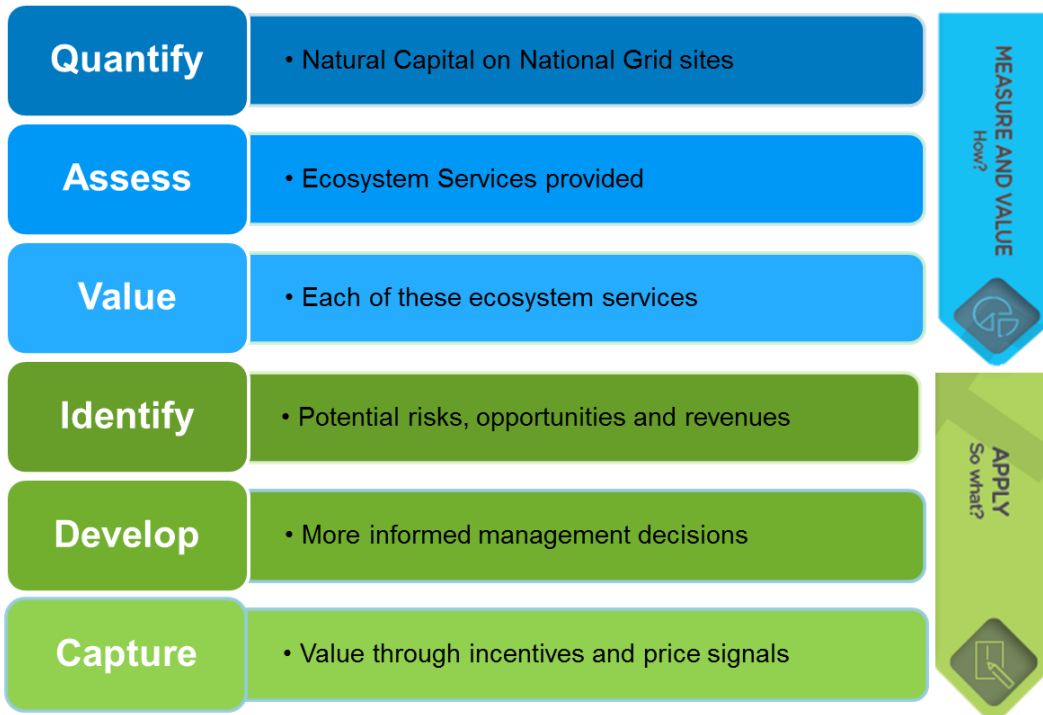 Quantify
• Natural Capital on National Grid sites
Assess
• Ecosystem Services provided
Value
• Each of these ecosystem services
Identify
• Potential risks, opportunities and revenues
Develop
• More informed management decisions
Capture
• Value through incentives and price signals
MEASURE AND VALUE
How?
APPLY
So what?